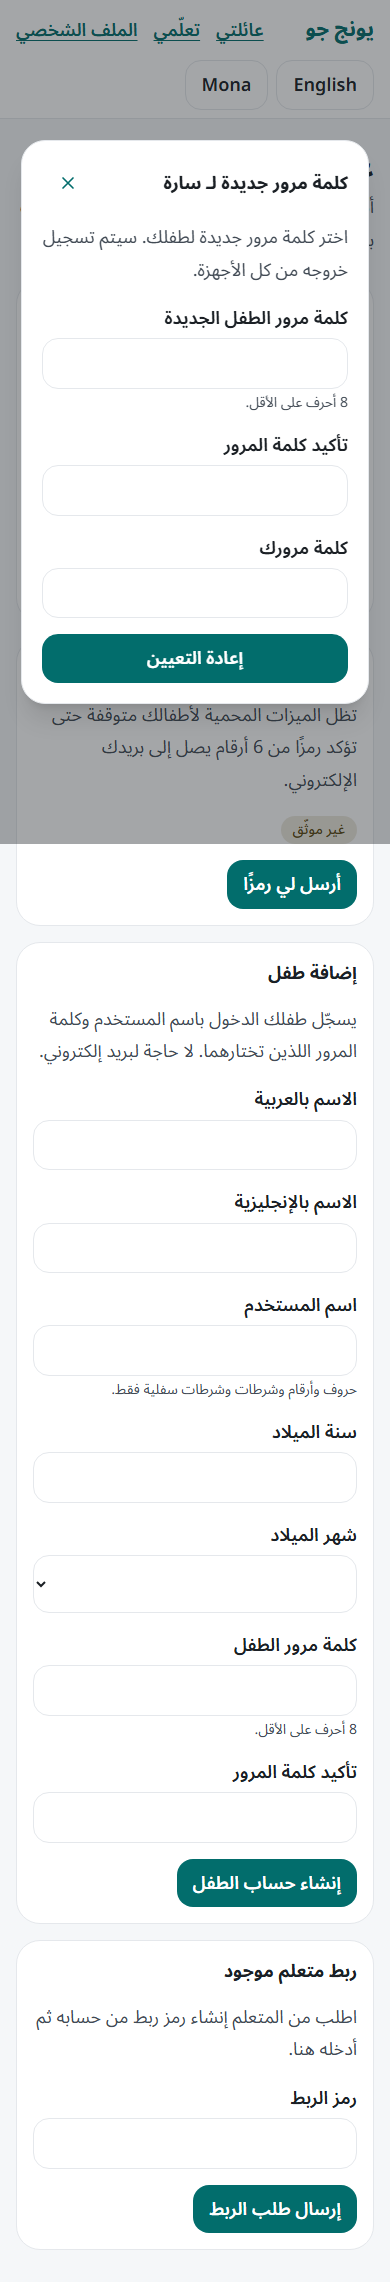 يونج جو
عائلتي
تعلّمي
الملف الشخصي
English
Mona
كلمة مرور جديدة لـ سارة
اختر كلمة مرور جديدة لطفلك. سيتم تسجيل
خروجه من كل الأجهزة.
كلمة مرور الطفل الجديدة
8 أحرف على الأقل.
تأكيد كلمة المرور
كلمة مرورك
إعادة التعيين
تظل الميزات المحمية لأطفالك متوقفة حتى
تؤكد رمزًا من 6 أرقام يصل إلى بريدك
الإلكتروني.
غير موثّق
أرسل لي رمزًا
إضافة طفل
يسجّل طفلك الدخول باسم المستخدم وكلمة
المرور اللذين تختارهما. لا حاجة لبريد إلكتروني.
الاسم بالعربية
الاسم بالإنجليزية
اسم المستخدم
حروف وأرقام وشرطات وشرطات سفلية فقط.
سنة الميلاد
شهر الميلاد
كلمة مرور الطفل
8 أحرف على الأقل.
تأكيد كلمة المرور
إنشاء حساب الطفل
ربط متعلم موجود
اطلب من المتعلم إنشاء رمز ربط من حسابه ثم
أدخله هنا.
رمز الربط
إرسال طلب الربط